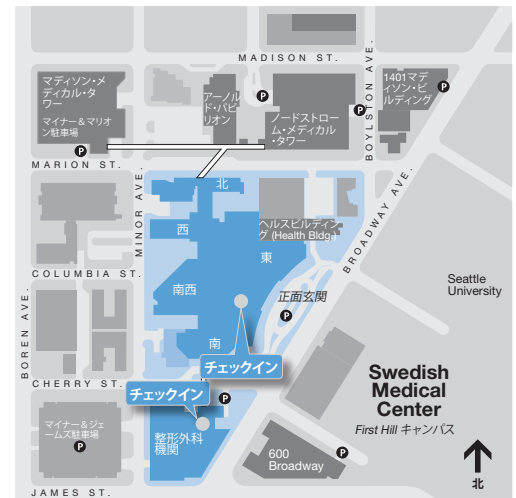 MADISON ST.
BOYLSTON AVE.
マディソン・メ
ディカル・タ
ワー
マイナー＆マリオ
ン駐車場
P
アーノル
ド・パビ
リオン
P
ノードストロ
ーム・メディカル
・タワー
P
1401マデ
ィソン・ビ
ルディング
P
MARION ST.
MINOR AVE.
北
西
ヘルスビルディン
グ (Health Bldg.)
東
BROADWAY AVE.
COLUMBIA ST.
南西
正面玄関
P
Seattle
University
BOREN AVE.
南
チェックイン
CHERRY ST.
チェックイン
P
Swedish
Medical
Center
First Hill キャンパス
マイナー＆ジェ
ームズ駐車場
P
整形外科
機関
600
Broadway
P
北
JAMES ST.